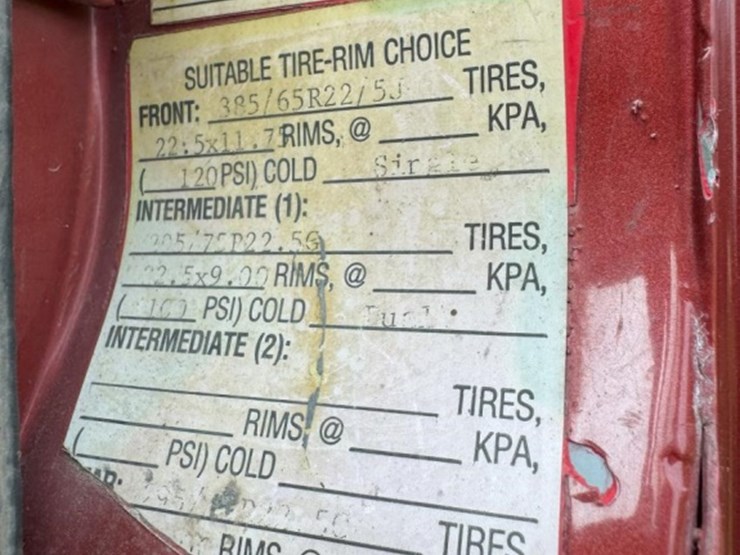 SUITABLE TIRE-RIM CHOICE
FRONT: 385/65R22/5J TIRES,
22.5x11.75 RIMS, @ KPA,
( 120 PSI) COLD Single
INTERMEDIATE (1):
TIRES,
22.5x9.00 RIMS, @ KPA,
( PSI) COLD Dual
INTERMEDIATE (2):
TIRES,
RIMS, @ KPA,
( PSI) COLD
TIRES,
RIMS, @